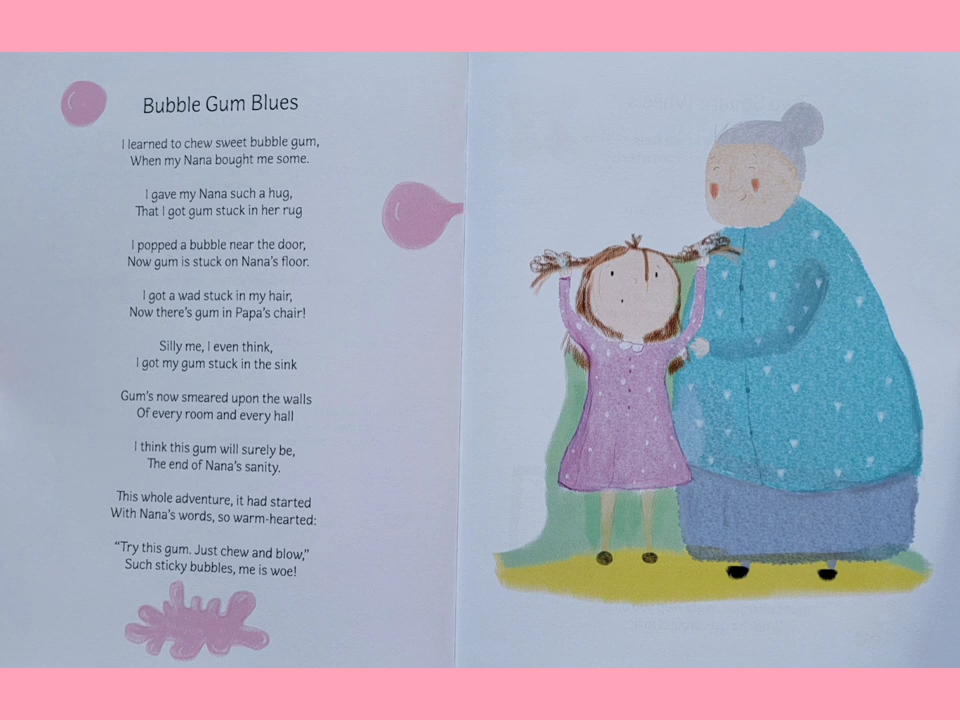 Bubble Gum Blues
I learned to chew sweet bubble gum,
When my Nana bought me some.
I gave my Nana such a hug,
That I got gum stuck in her rug
I popped a bubble near the door,
Now gum is stuck on Nana's floor.
I got a wad stuck in my hair,
Now there's gum in Papa's chair!
Silly me, I even think,
I got my gum stuck in the sink
Gum's now smeared upon the walls
Of every room and every hall
I think this gum will surely be,
The end of Nana's sanity.
This whole adventure, it had started
With Nana's words, so warm-hearted:
“Try this gum. Just chew and blow,”
Such sticky bubbles, me is woe!